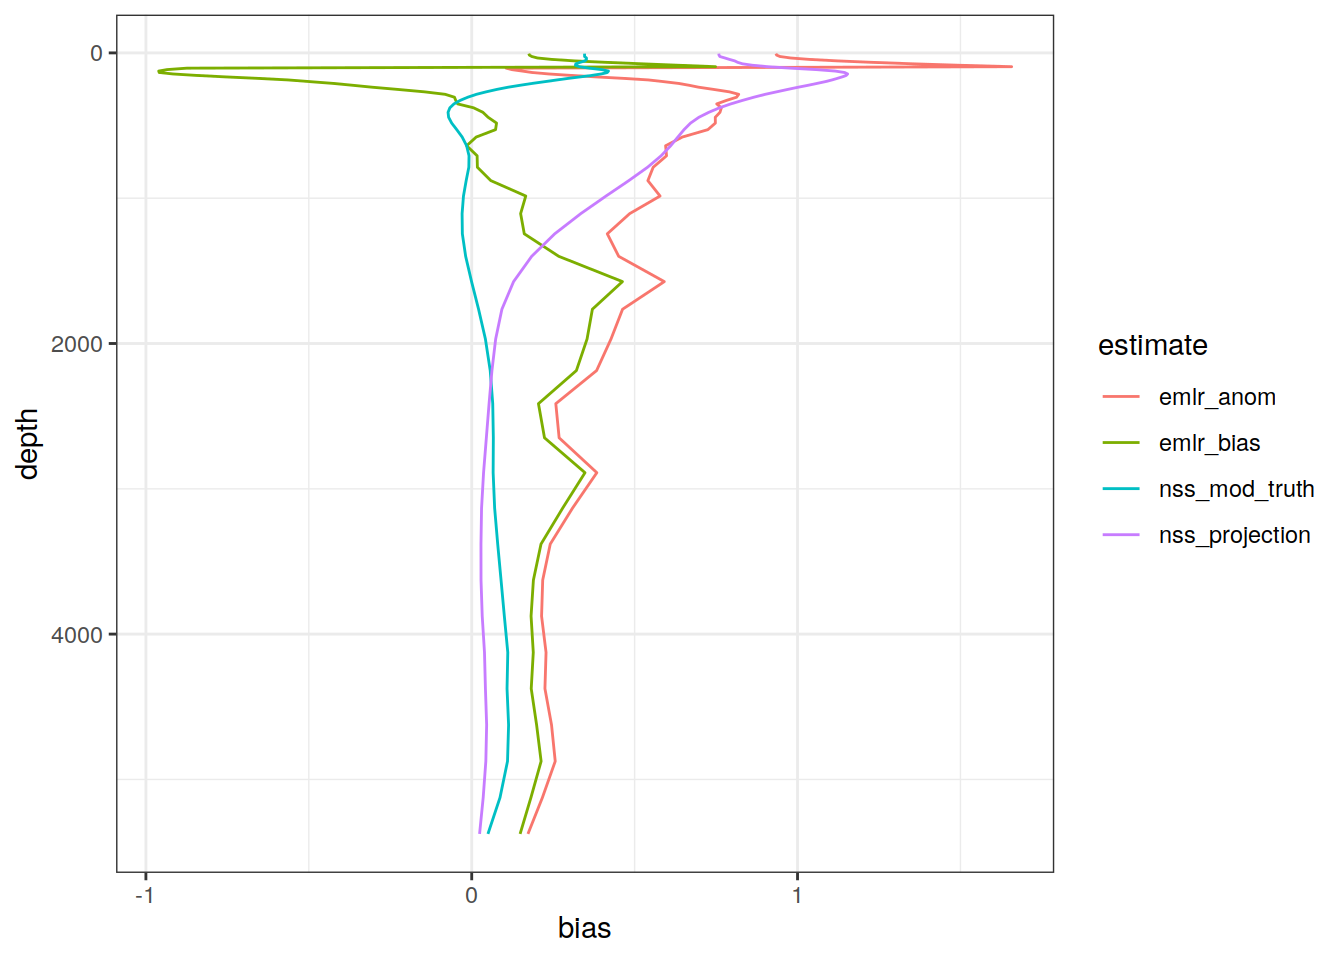 0
2000
4000
depth
-1
0
1
bias
estimate
emlr_anom
emlr_bias
nss_mod_truth
nss_projection